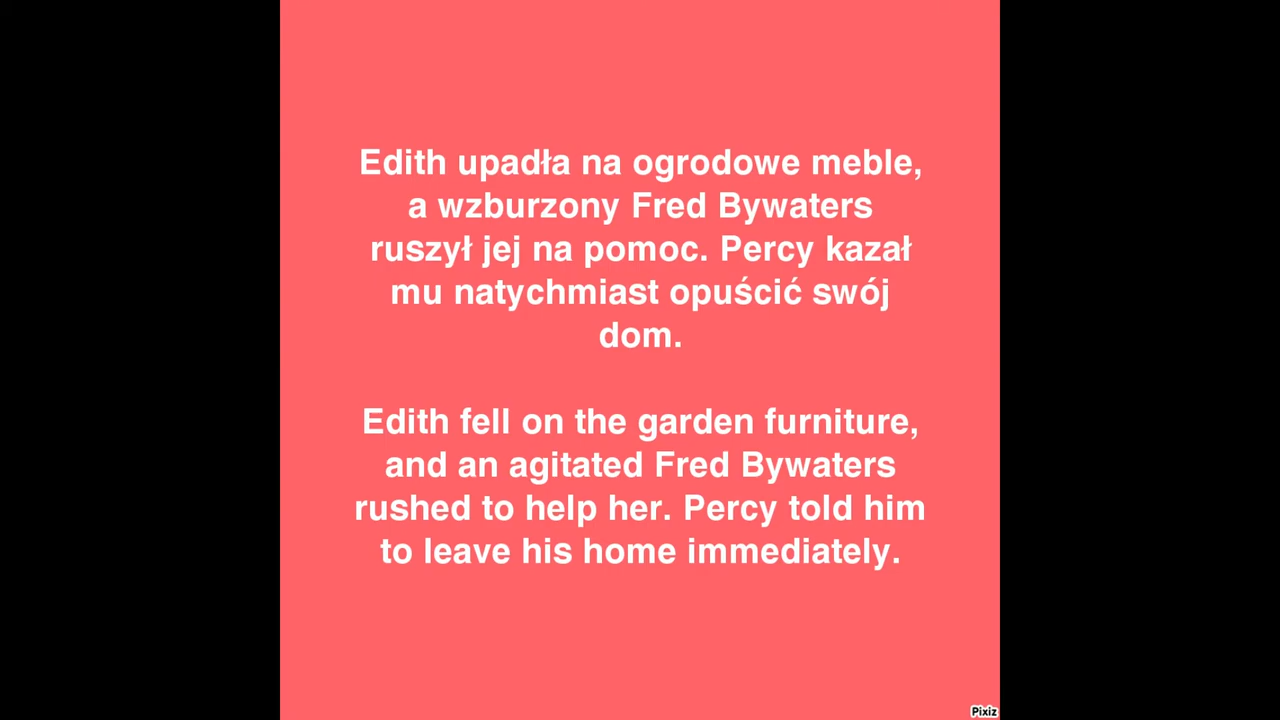 Edith upadła na ogrodowe meble,
a wzburzony Fred Bywaters
ruszył jej na pomoc. Percy kazał
mu natychmiast opuścić swój
dom.
Edith fell on the garden furniture,
and an agitated Fred Bywaters
rushed to help her. Percy told him
to leave his home immediately.
Pixiz